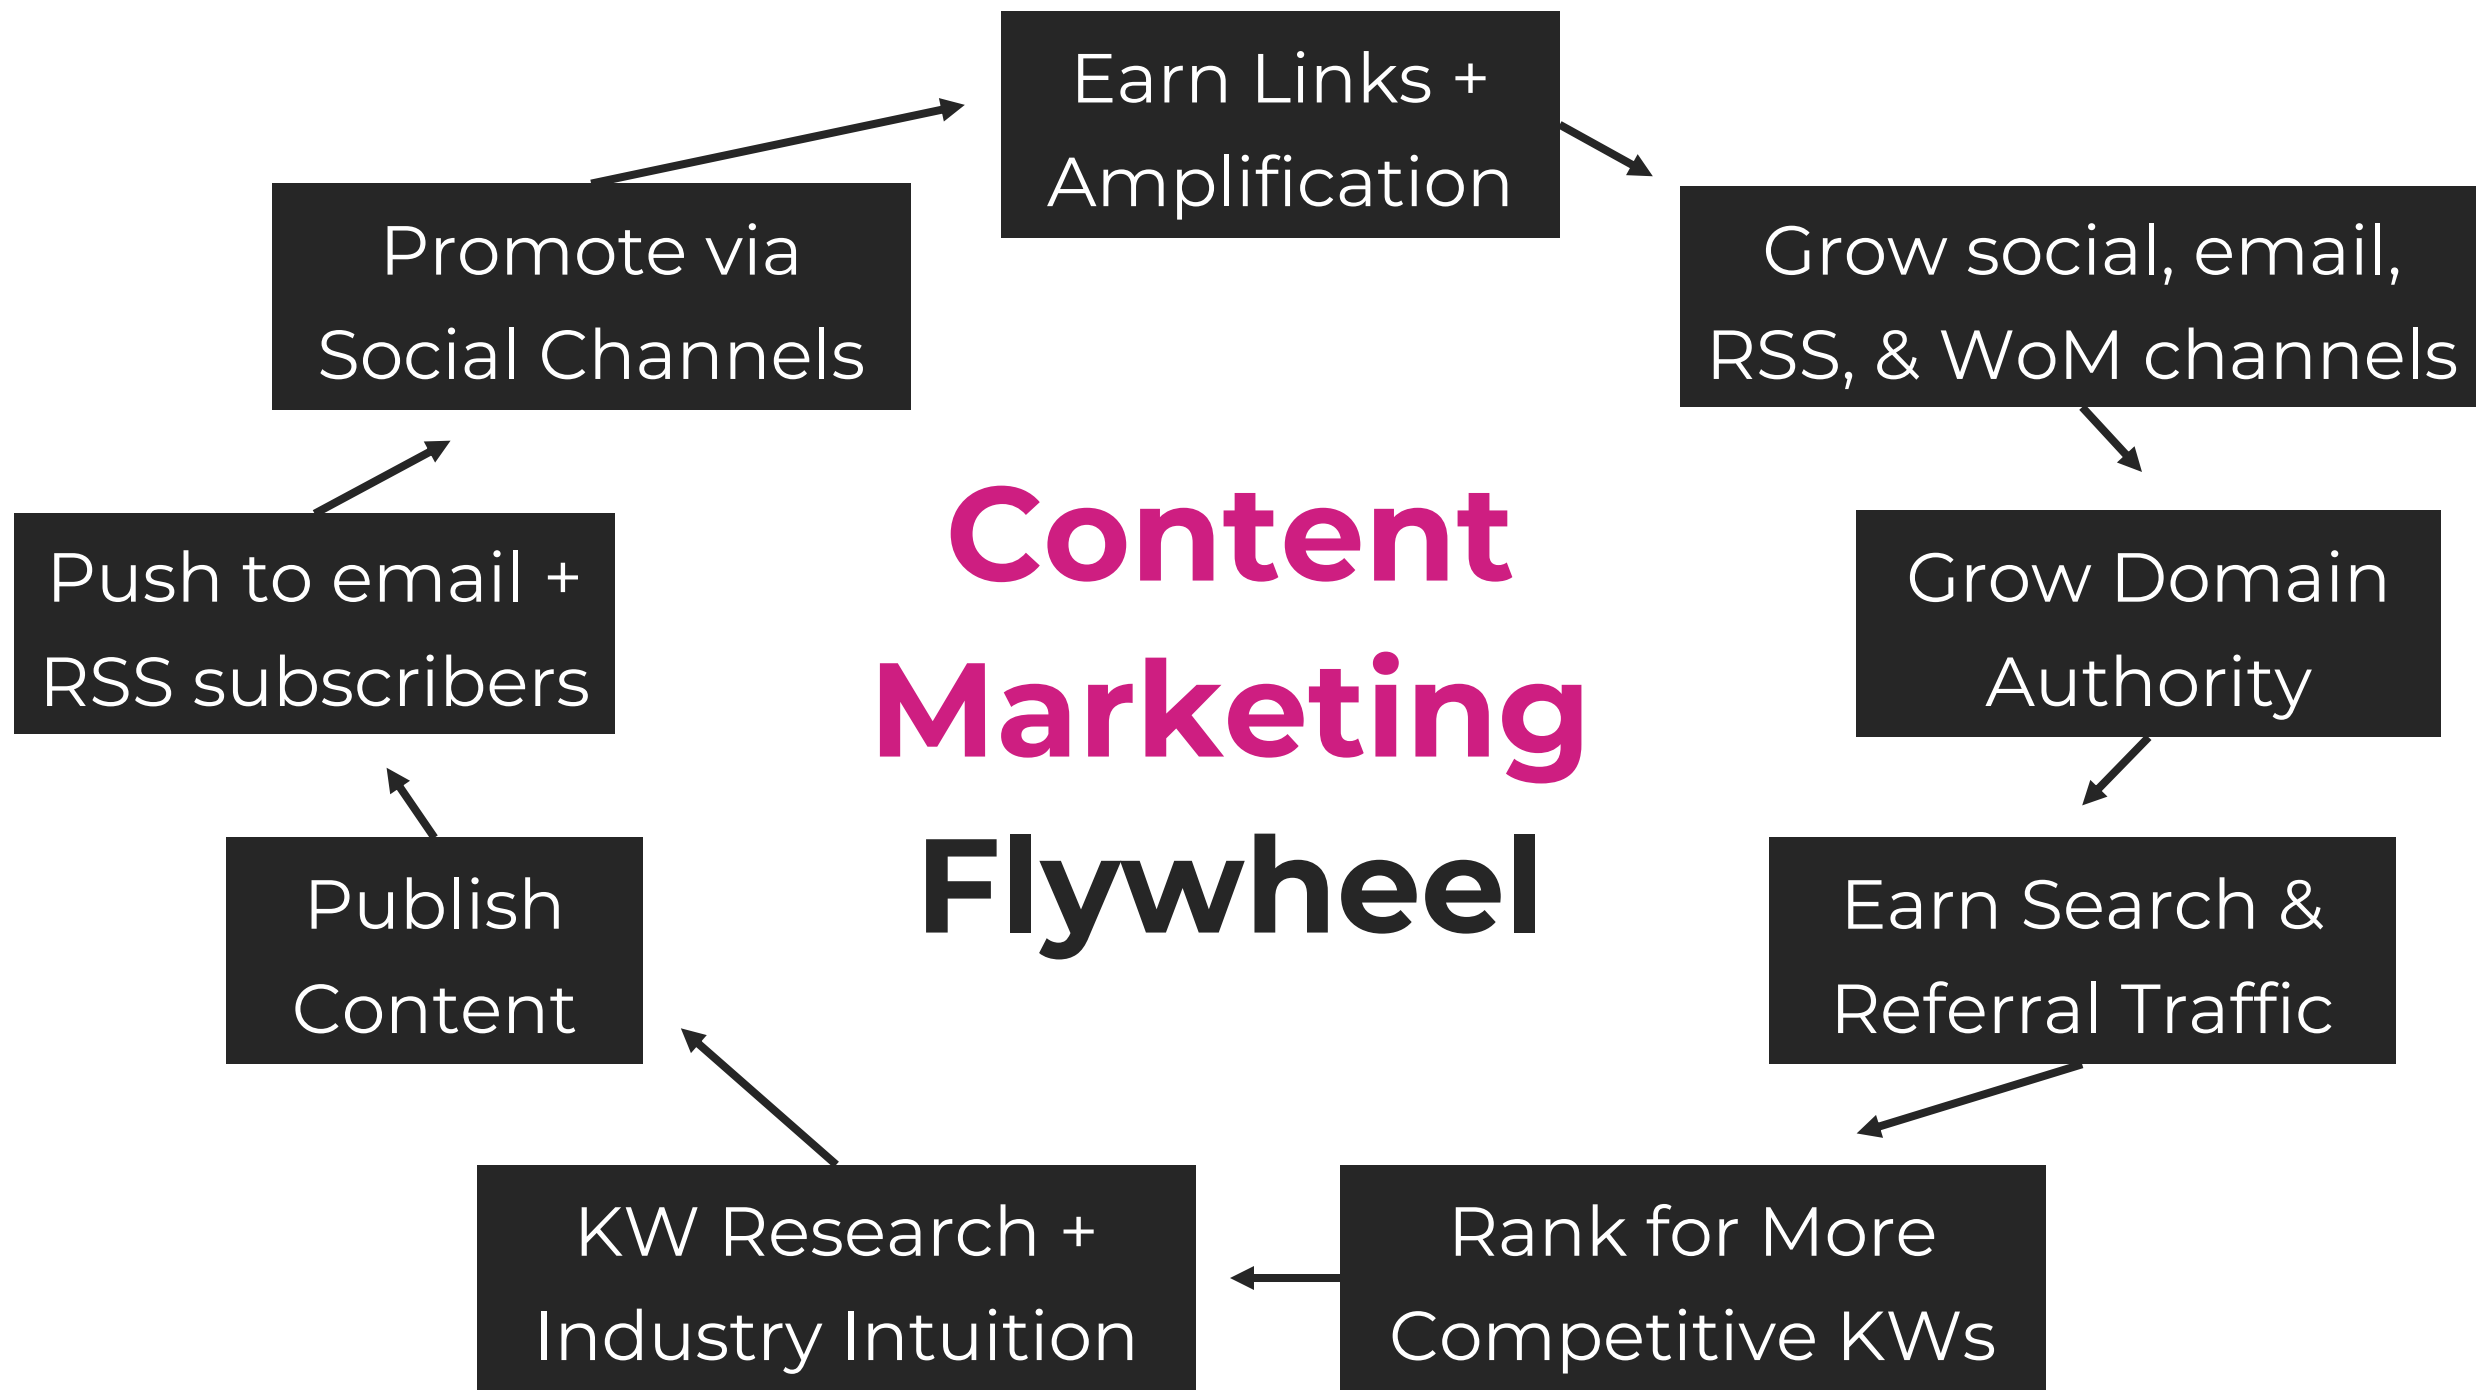 Earn Links +
Amplification
Promote via
Social Channels
Grow social, email,
RSS, & WoM channels
Push to email +
RSS subscribers
Content
Marketing
Flywheel
Grow Domain
Authority
Publish
Content
Earn Search &
Referral Traffic
KW Research +
Industry Intuition
Rank for More
Competitive KWs